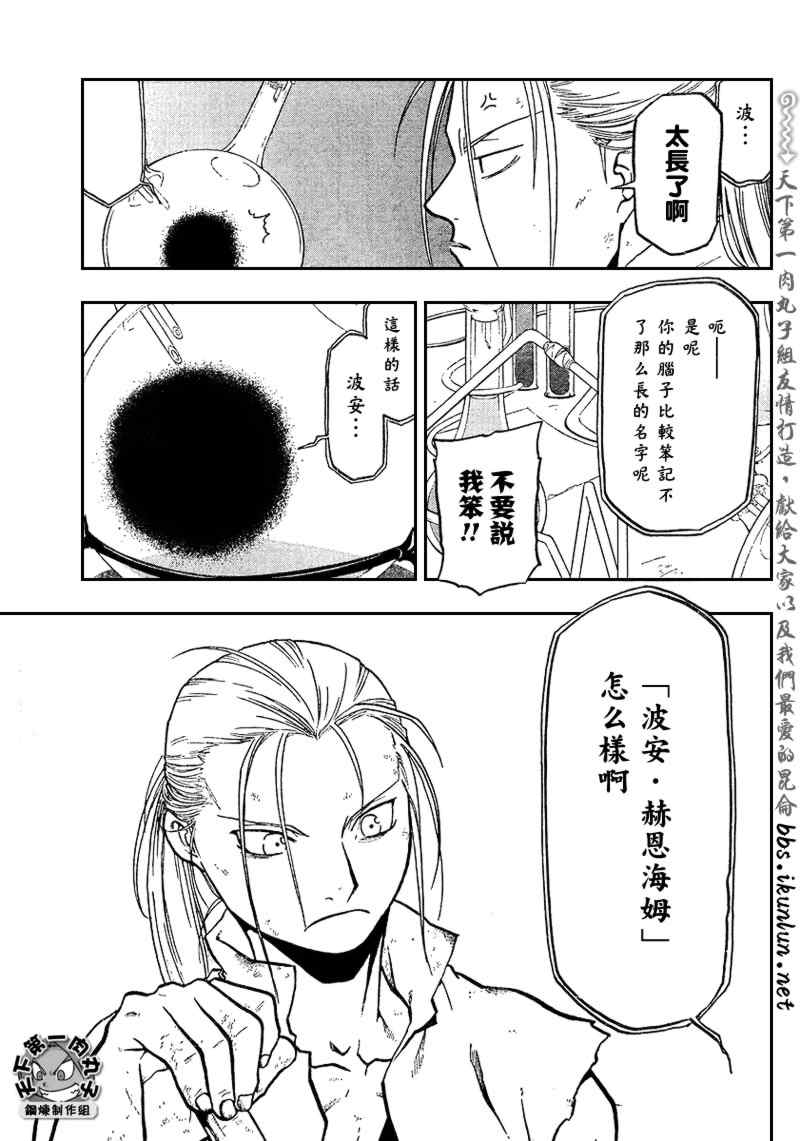 波…
太長了啊
呃——
是呢
你的腦子比較笨記不
了那么長的名字呢
不要說
我笨!!
這樣的話
波安…
「波安·赫恩海姆」
怎么樣啊
天下第一肉丸子組友情打造，獻給大家以及我們最愛的昆侖 bbs.ikunlun.net
天下第一肉丸子
鋼煉制作組